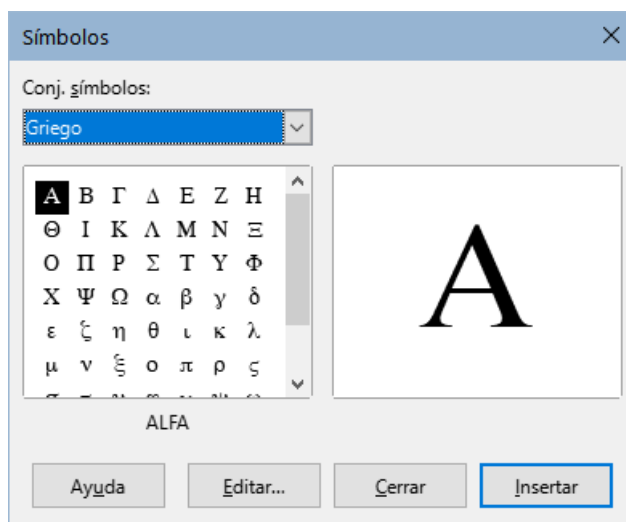 Símbolos
Conj. símbolos:
Griego
Α Β Γ Δ Ε Ζ Η
Θ Ι Κ Λ Μ Ν Ξ
Ο Π Ρ Σ Τ Υ Φ
Χ Ψ Ω α β γ δ
ε ζ η θ ι κ λ
μ ν ξ ο π ρ ς
Α
ALFA
Ayuda
Editar...
Cerrar
Insertar